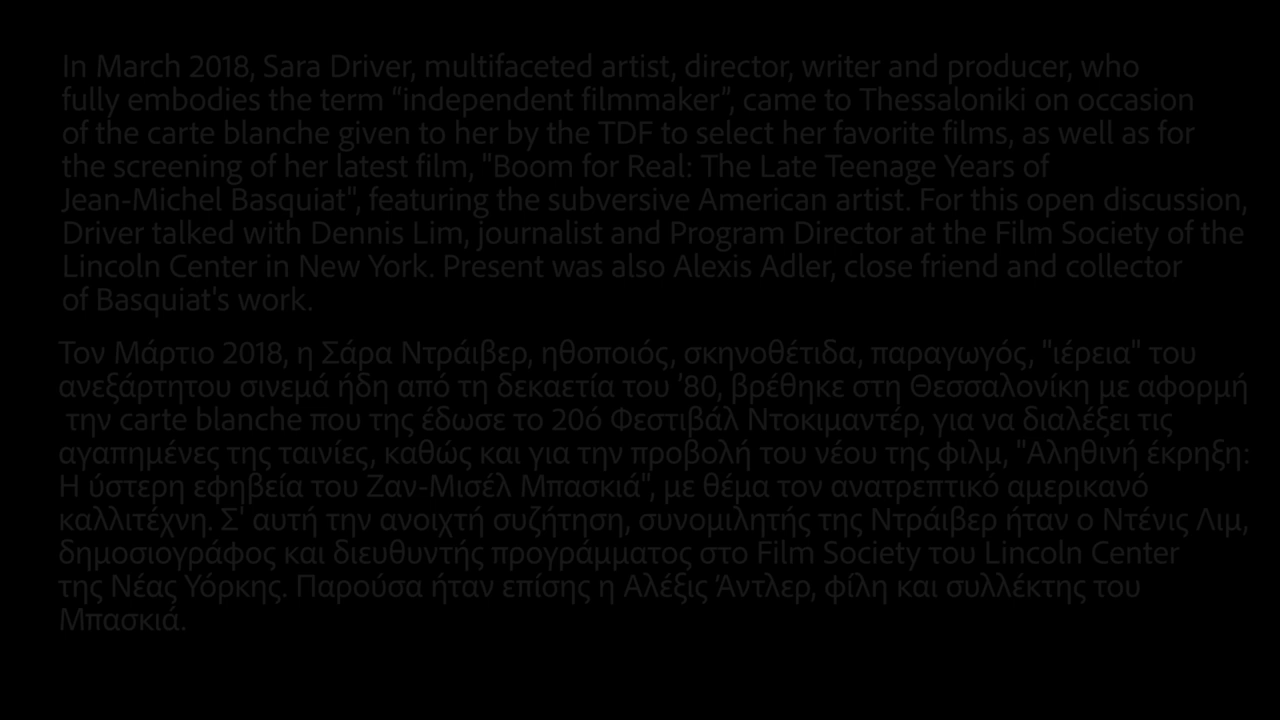 In March 2018, Sara Driver, multifaceted artist, director, writer and producer, who
fully embodies the term “independent filmmaker”, came to Thessaloniki on occasion
of the carte blanche given to her by the TDF to select her favorite films, as well as for
the screening of her latest film, "Boom for Real: The Late Teenage Years of
Jean-Michel Basquiat", featuring the subversive American artist. For this open discussion,
Driver talked with Dennis Lim, journalist and Program Director at the Film Society of the
Lincoln Center in New York. Present was also Alexis Adler, close friend and collector
of Basquiat's work.
Τον Μάρτιο 2018, η Σάρα Ντράιβερ, ηθοποιός, σκηνοθέτιδα, παραγωγός, "ιέρεια" του
ανεξάρτητου σινεμά ήδη από τη δεκαετία του ’80, βρέθηκε στη Θεσσαλονίκη με αφορμή
την carte blanche που της έδωσε το 20ό Φεστιβάλ Ντοκιμαντέρ, για να διαλέξει τις
αγαπημένες της ταινίες, καθώς και για την προβολή του νέου της φιλμ, "Αληθινή έκρηξη:
Η ύστερη εφηβεία του Ζαν-Μισέλ Μπασκιά", με θέμα τον ανατρεπτικό αμερικανό
καλλιτέχνη. Σ' αυτή την ανοιχτή συζήτηση, συνομιλητής της Ντράιβερ ήταν ο Ντένις Λιμ,
δημοσιογράφος και διευθυντής προγράμματος στο Film Society του Lincoln Center
της Νέας Υόρκης. Παρούσα ήταν επίσης η Αλέξις Άντλερ, φίλη και συλλέκτης του
Μπασκιά.